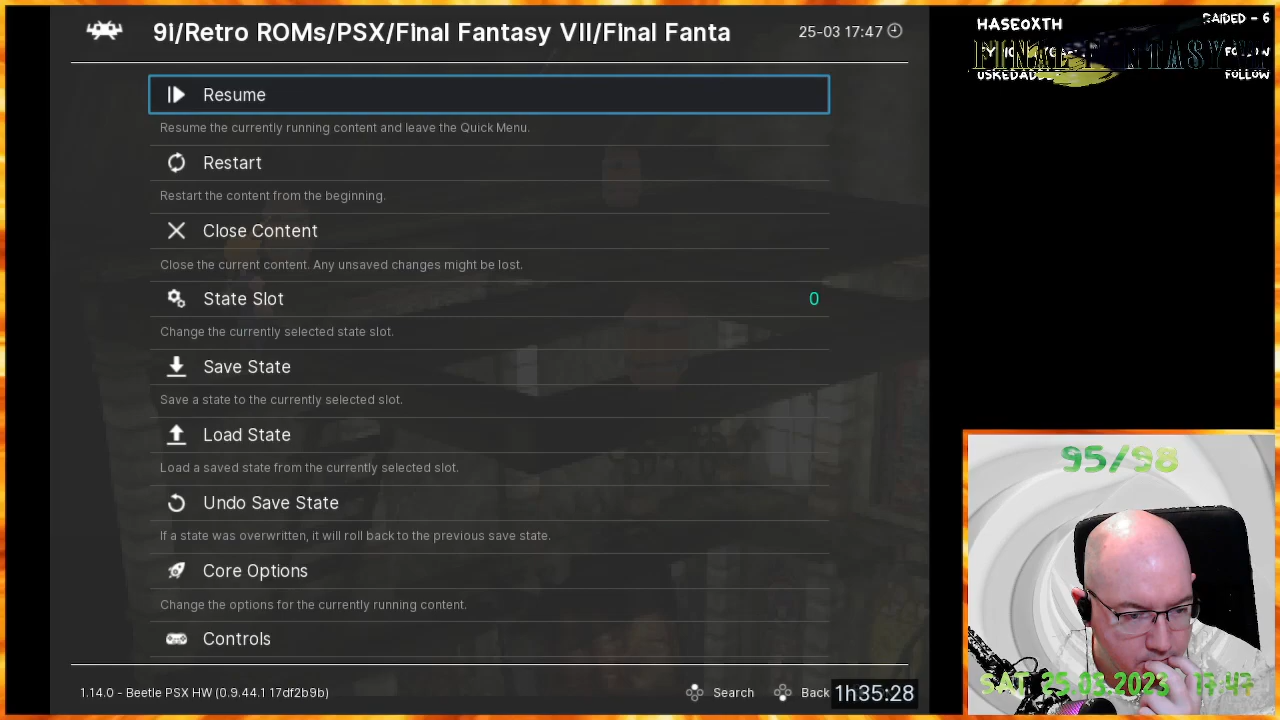 9i/Retro ROMs/PSX/Final Fantasy VII/Final Fanta
25-03 17:47
Resume
Resume the currently running content and leave the Quick Menu.
Restart
Restart the content from the beginning.
Close Content
Close the current content. Any unsaved changes might be lost.
State Slot 0
Change the currently selected state slot.
Save State
Save a state to the currently selected slot.
Load State
Load a saved state from the currently selected slot.
Undo Save State
If a state was overwritten, it will roll back to the previous save state.
Core Options
Change the options for the currently running content.
Controls
1.14.0 - Beetle PSX HW (0.9.44.1 17df2b9b)
Search
Back
1h35:28
HASEOXTH
RAIDED - 6
FOLLOW
95/98
SAT 25.03.2023 17:47